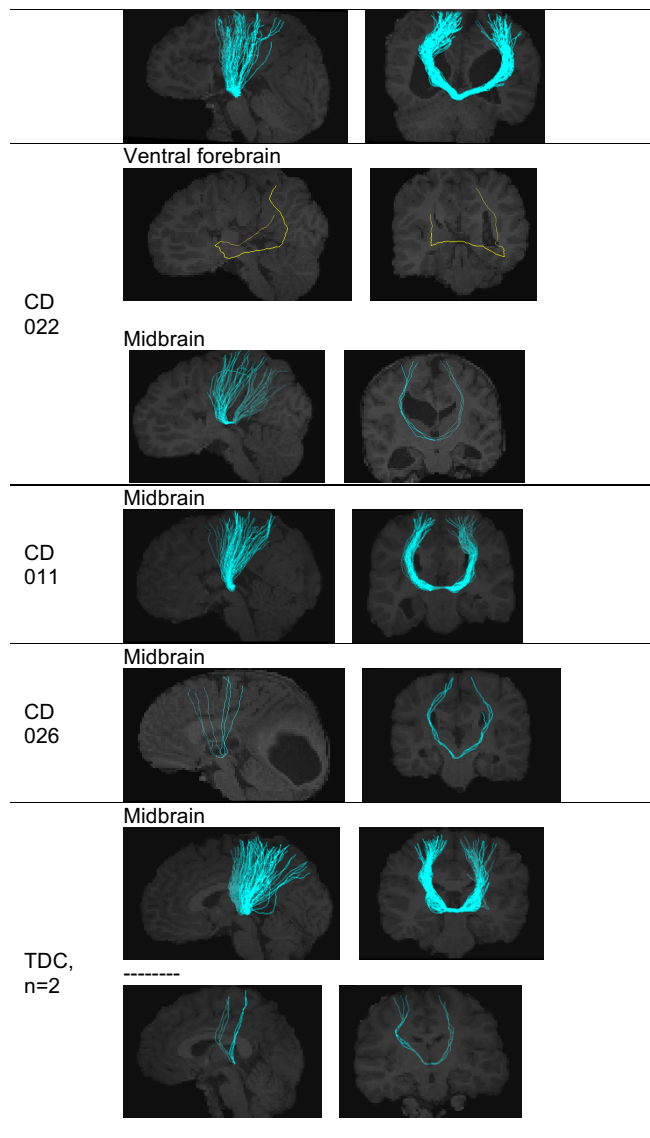 Ventral forebrain
CD
022
Midbrain
Midbrain
CD
011
Midbrain
CD
026
Midbrain
TDC,
n=2
--------